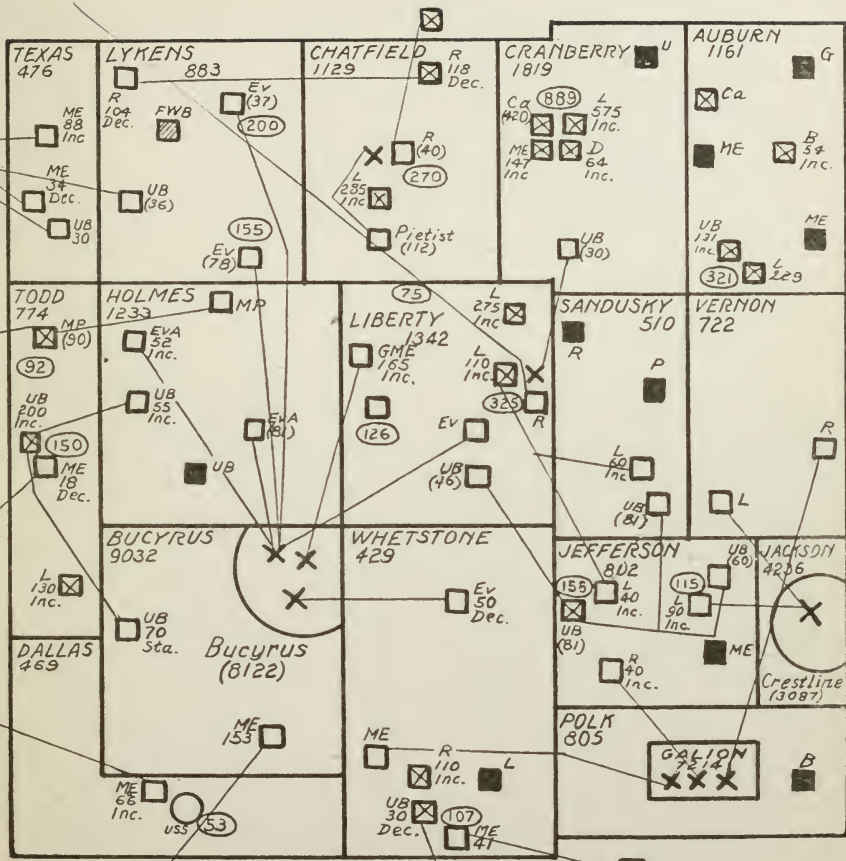 TEXAS
476
ME
88
Inc
ME
34
Dec.
UB
30
LYKENS
883
R
104
Dec.
FWB
Ev
(37)
200
UB
(36)
155
Ev
(78)
CHATFIELD
1129
R
118
Dec.
R
(40)
270
L
285
Inc
Pietist
(112)
CRANBERRY
1819
U
Ca
(420)
889
L
575
Inc.
ME
147
Inc
D
64
Inc.
UB
(30)
AUBURN
1161
G
Ca
ME
B
54
Inc.
ME
UB
131
Inc
321
L
229
TODD
774
MP
(90)
92
UB
200
Inc.
150
ME
18
Dec.
L
130
Inc.
HOLMES
1233
MP
EvA
52
Inc.
UB
55
Inc.
EvA
(81)
UB
75
LIBERTY
1342
L
275
Inc
GME
165
Inc.
L
110
Inc.
126
325
R
Ev
UB
(46)
SANDUSKY
510
R
P
L
60
Inc
UB
(81)
VERNON
722
R
L
BUCYRUS
9032
UB
70
Sta.
Bucyrus
(8122)
ME
153
WHETSTONE
429
Ev
50
Dec.
ME
R
110
Inc.
L
UB
30
Dec.
107
ME
41
JEFFERSON
802
155
L
40
Inc.
UB
(81)
115
UB
(60)
L
90
Inc
ME
R
40
Inc.
JACKSON
4236
Crestline
(3087)
DALLAS
469
ME
66
Inc.
USS
53
POLK
805
GALION
7214
B